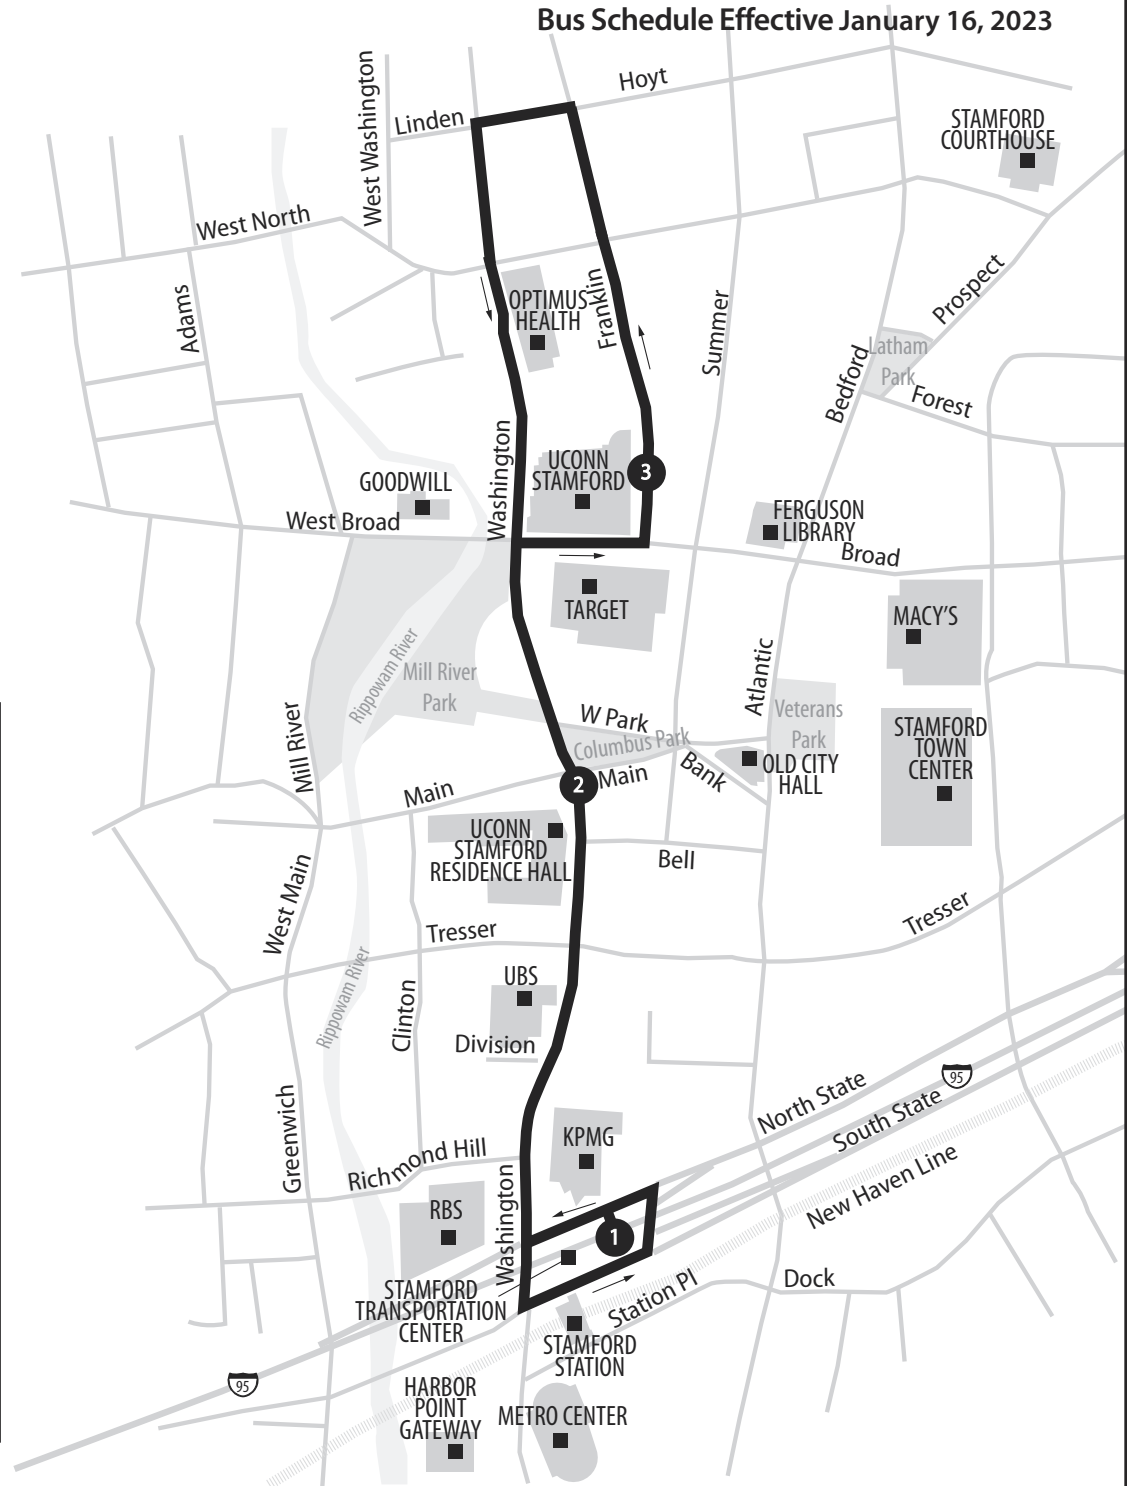 Bus Schedule Effective January 16, 2023
Hoyt
West Washington
Linden
STAMFORD
COURTHOUSE
West North
Prospect
Adams
OPTIMUS
HEALTH
Franklin
Summer
Latham
Park
Bedford
Forest
Washington
UCONN
STAMFORD
3
GOODWILL
West Broad
FERGUSON
LIBRARY
Broad
TARGET
MACY'S
Rippowam River
Mill River
Park
Atlantic
Veterans
Park
W Park
Columbus Park
Mill River
STAMFORD
TOWN
CENTER
OLD CITY
HALL
Bank
2
Main
Main
UCONN
STAMFORD
RESIDENCE HALL
Bell
West Main
Tresser
Tresser
Rippowam River
UBS
Clinton
Division
95
North State
South State
Greenwich
KPMG
Richmond Hill
New Haven Line
RBS
Washington
1
STAMFORD
TRANSPORTATION
CENTER
Station Pl
Dock
STAMFORD
STATION
95
HARBOR
POINT
GATEWAY
METRO CENTER